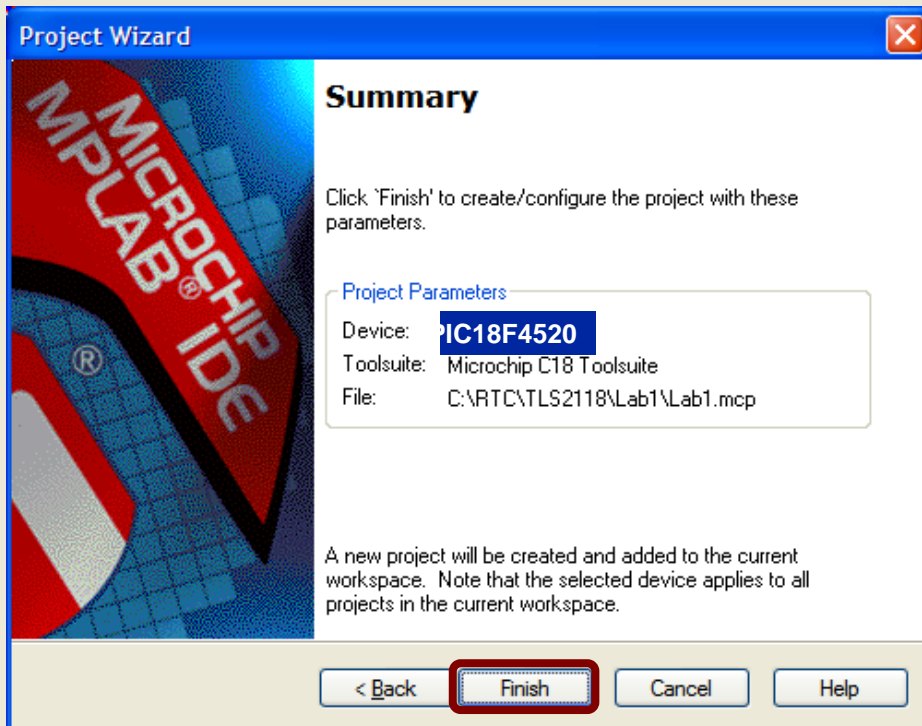 Project Wizard
MICROCHIP
MPLAB® IDE
®
Summary
Click `Finish' to create/configure the project with these
parameters.
Project Parameters
Device: PIC18F4520
Toolsuite: Microchip C18 Toolsuite
File: C:\RTC\TLS2118\Lab1\Lab1.mcp
A new project will be created and added to the current
workspace. Note that the selected device applies to all
projects in the current workspace.
< Back Finish Cancel Help